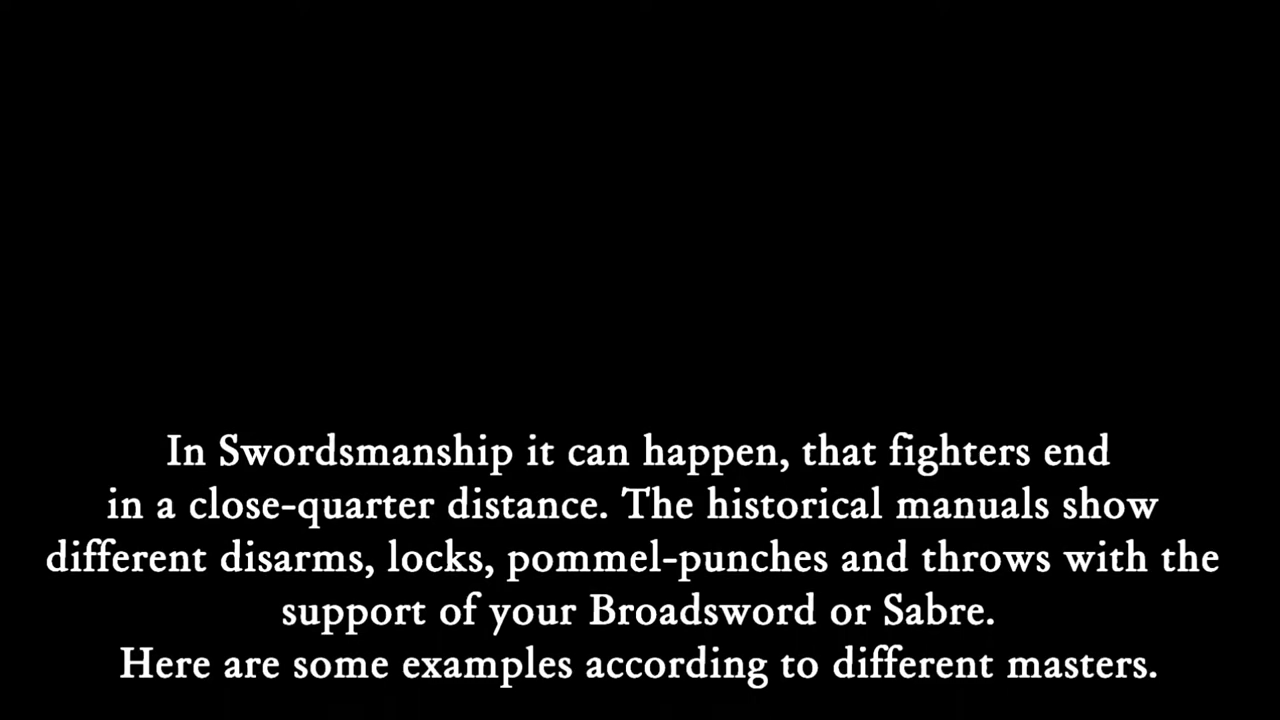 In Swordsmanship it can happen, that fighters end
in a close-quarter distance. The historical manuals show
different disarms, locks, pommel-punches and throws with the
support of your Broadsword or Sabre.
Here are some examples according to different masters.